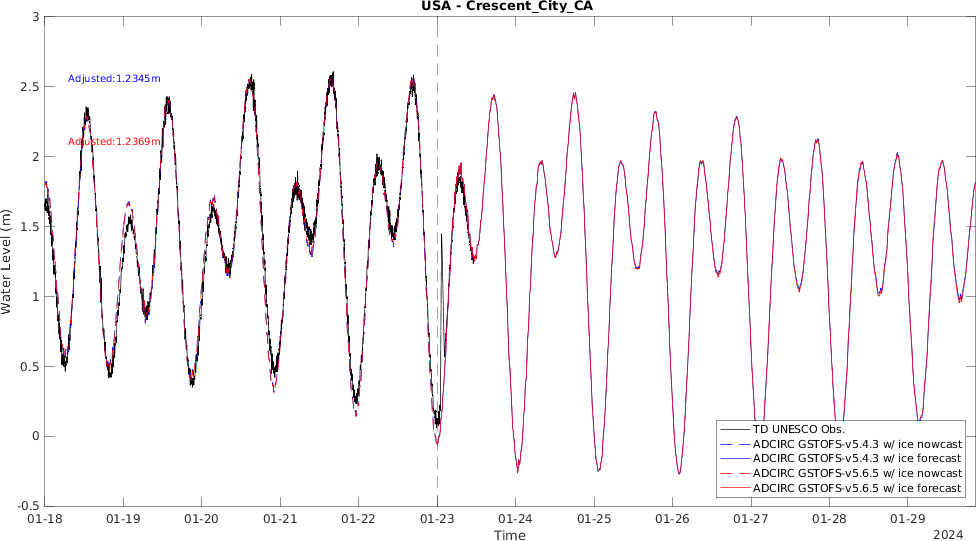 USA - Crescent_City_CA
3
2.5
2
1.5
1
0.5
0
-0.5
Water Level (m)
Adjusted:1.2345m
Adjusted:1.2369m
TD UNESCO Obs.
ADCIRC GSTOFS-v5.4.3 w/ ice nowcast
ADCIRC GSTOFS-v5.4.3 w/ ice forecast
ADCIRC GSTOFS-v5.6.5 w/ ice nowcast
ADCIRC GSTOFS-v5.6.5 w/ ice forecast
01-18 01-19 01-20 01-21 01-22 01-23 01-24 01-25 01-26 01-27 01-28 01-29
Time
2024